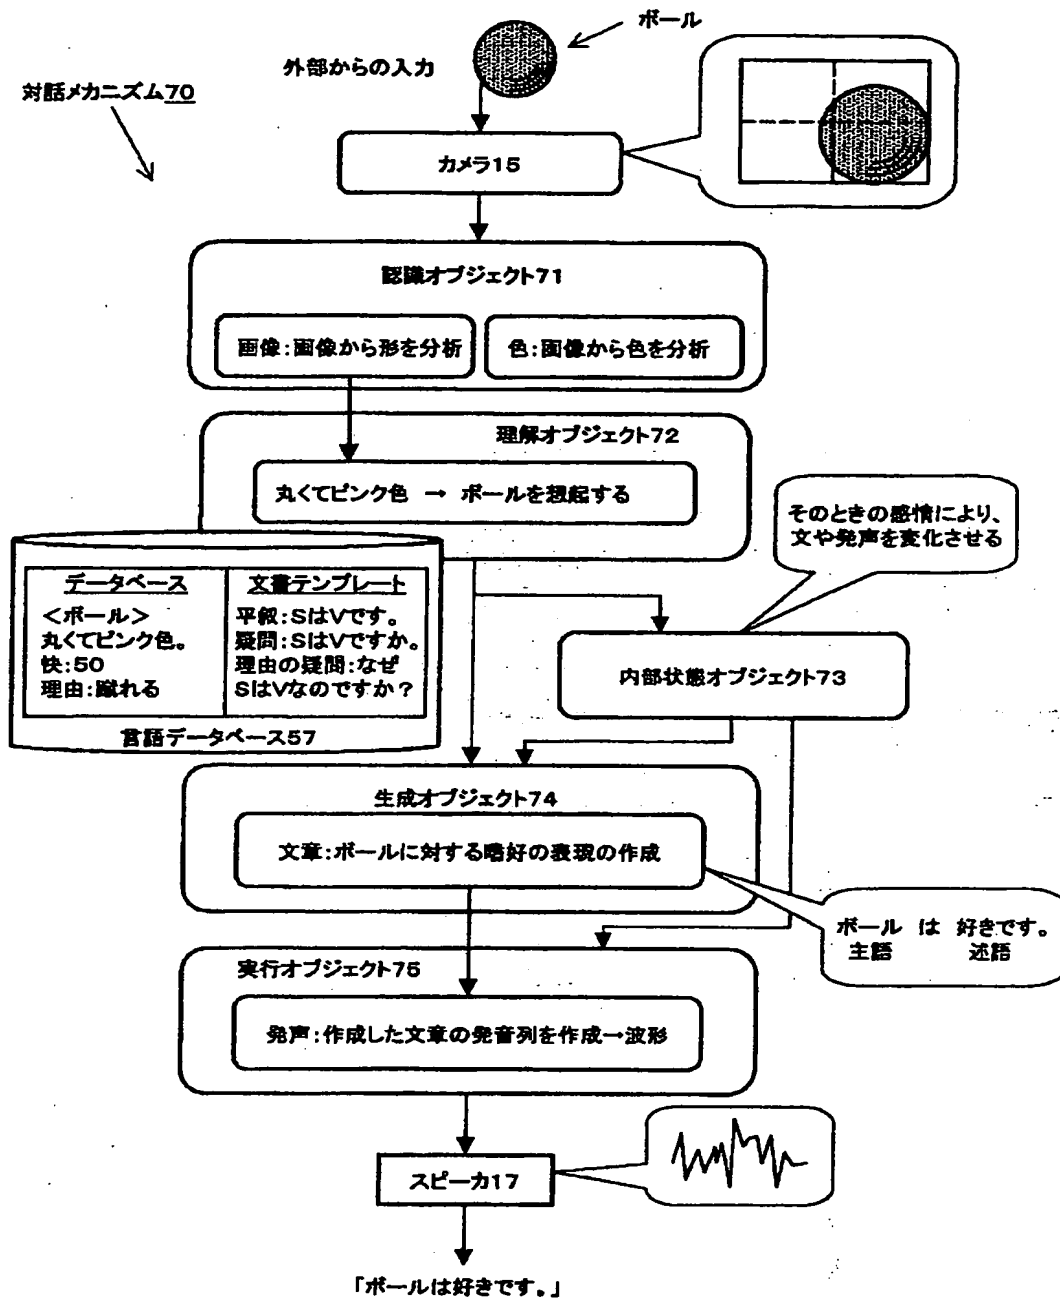 ボール
外部からの入力
対話メカニズム70
カメラ15
認識オブジェクト71
画像:画像から形を分析
色:画像から色を分析
理解オブジェクト72
丸くてピンク色 → ボールを想起する
そのときの感情により、
文や発声を変化させる
データベース
<ボール>
丸くてピンク色。
快:50
理由:蹴れる
文書テンプレート
平叙:SはVです。
疑問:SはVですか。
理由の疑問:なぜ
SはVなのですか?
言語データベース57
内部状態オブジェクト73
生成オブジェクト74
文章:ボールに対する嗜好の表現の作成
ボール は 好きです。
主語 述語
実行オブジェクト75
発声:作成した文章の発音列を作成→波形
スピーカ17
「ボールは好きです。」